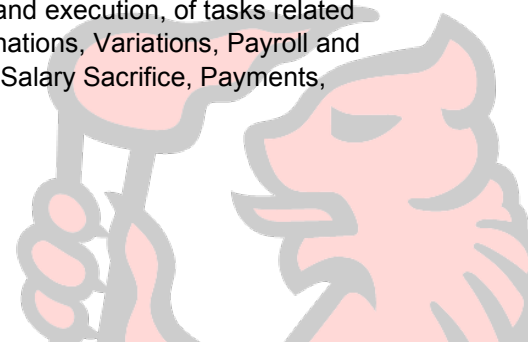 and execution, of tasks related
nations, Variations, Payroll and
Salary Sacrifice, Payments,